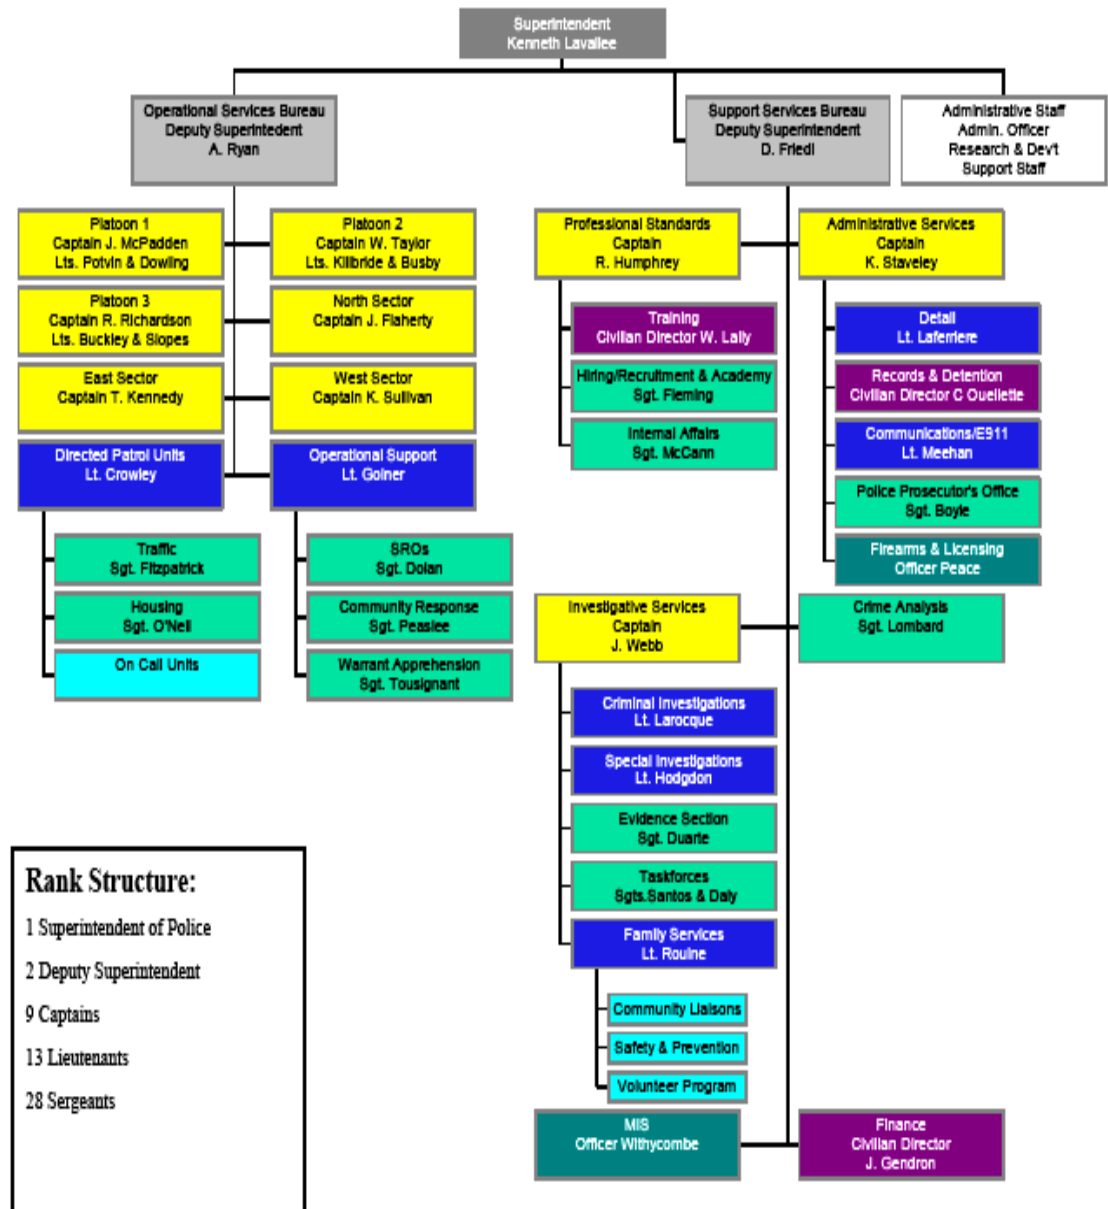 Superintendent
Kenneth Lavallee
Operational Services Bureau
Deputy Superintedent
A. Ryan
Support Services Bureau
Deputy Superintendent
D. Friedl
Administrative Staff
Admin. Officer
Research & Dev't
Support Staff
Platoon 1
Captain J. McPadden
Lts. Potvin & Dowling
Platoon 2
Captain W. Taylor
Lts. Kilbride & Busby
Platoon 3
Captain R. Richardson
Lts. Buckley & Slopes
North Sector
Captain J. Flaherty
East Sector
Captain T. Kennedy
West Sector
Captain K. Sullivan
Directed Patrol Units
Lt. Crowley
Operational Support
Lt. Golner
Traffic
Sgt. Fitzpatrick
Housing
Sgt. O'Neil
On Call Units
SROs
Sgt. Dolan
Community Response
Sgt. Peaslee
Warrant Apprehension
Sgt. Tousignant
Professional Standards
Captain
R. Humphrey
Administrative Services
Captain
K. Staveley
Training
Civilian Director W. Lally
Hiring/Recruitment & Academy
Sgt. Fleming
Internal Affairs
Sgt. McCann
Detail
Lt. Laferriere
Records & Detention
Civilian Director C Ouellette
Communications/E911
Lt. Meehan
Police Prosecutor's Office
Sgt. Boyle
Firearms & Licensing
Officer Peace
Investigative Services
Captain
J. Webb
Crime Analysis
Sgt. Lombard
Criminal Investigations
Lt. Larocque
Special Investigations
Lt. Hodgdon
Evidence Section
Sgt. Duarte
Taskforces
Sgts.Santos & Daly
Family Services
Lt. Rouine
Community Liaisons
Safety & Prevention
Volunteer Program
MIS
Officer Withycombe
Finance
Civilian Director
J. Gendron
Rank Structure:
1 Superintendent of Police
2 Deputy Superintendent
9 Captains
13 Lieutenants
28 Sergeants